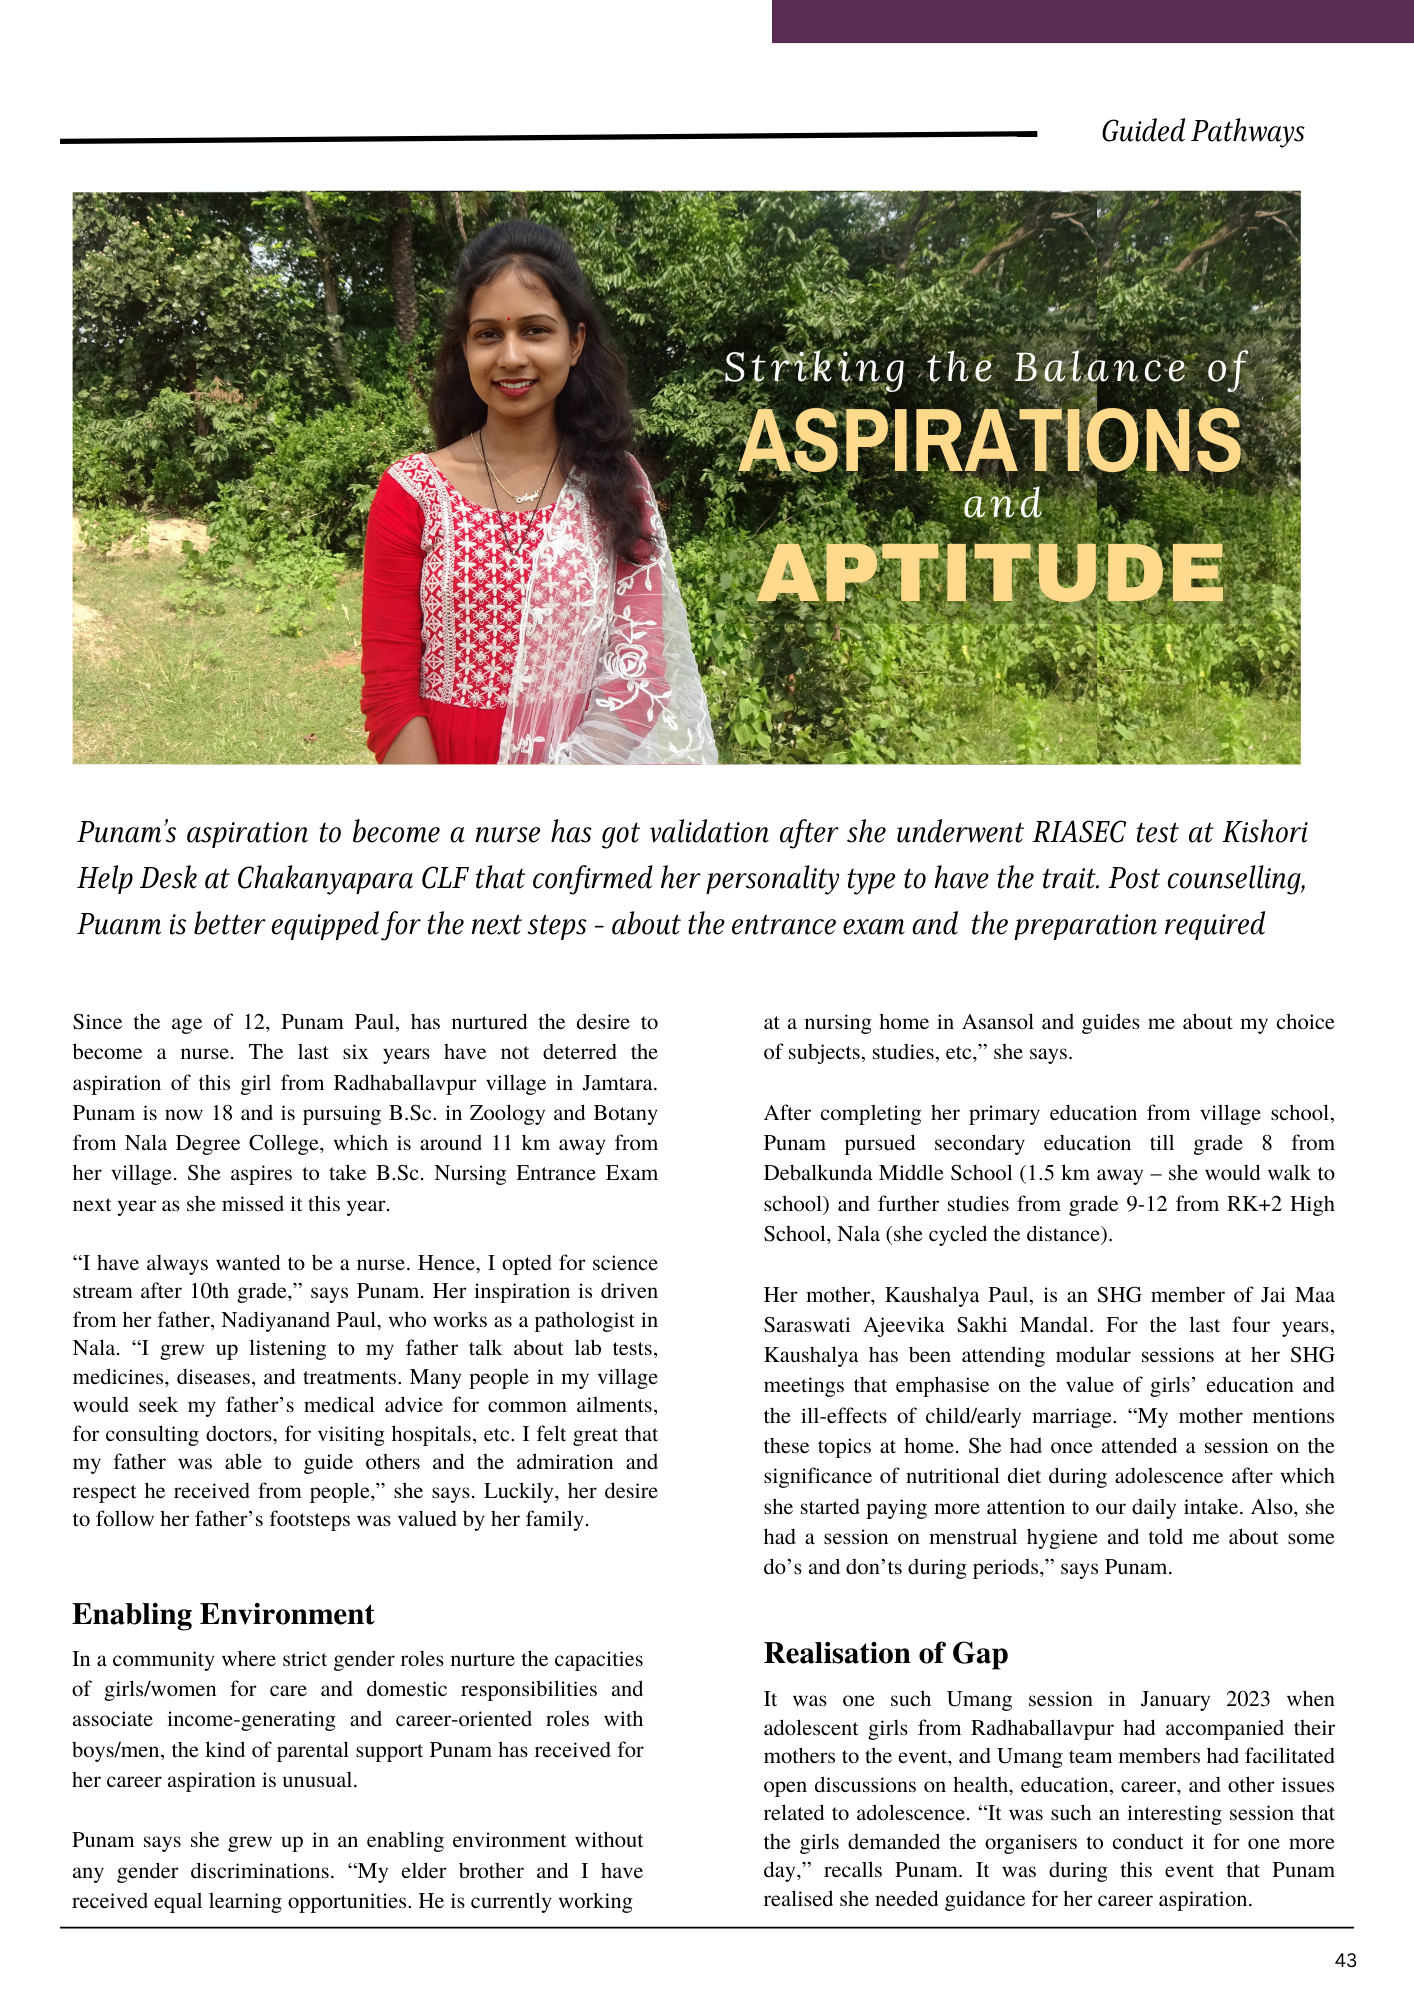 Guided Pathways
Striking the Balance of
ASPIRATIONS
and
APTITUDE
Punam’s aspiration to become a nurse has got validation after she underwent RIASEC test at Kishori
Help Desk at Chakanyapara CLF that confirmed her personality type to have the trait. Post counselling,
Puanm is better equipped for the next steps - about the entrance exam and the preparation required
Since the age of 12, Punam Paul, has nurtured the desire to
become a nurse. The last six years have not deterred the
aspiration of this girl from Radhaballavpur village in Jamtara.
Punam is now 18 and is pursuing B.Sc. in Zoology and Botany
from Nala Degree College, which is around 11 km away from
her village. She aspires to take B.Sc. Nursing Entrance Exam
next year as she missed it this year.
“I have always wanted to be a nurse. Hence, I opted for science
stream after 10th grade,” says Punam. Her inspiration is driven
from her father, Nadiyanand Paul, who works as a pathologist in
Nala. “I grew up listening to my father talk about lab tests,
medicines, diseases, and treatments. Many people in my village
would seek my father’s medical advice for common ailments,
for consulting doctors, for visiting hospitals, etc. I felt great that
my father was able to guide others and the admiration and
respect he received from people,” she says. Luckily, her desire
to follow her father’s footsteps was valued by her family.
Enabling Environment
In a community where strict gender roles nurture the capacities
of girls/women for care and domestic responsibilities and
associate income-generating and career-oriented roles with
boys/men, the kind of parental support Punam has received for
her career aspiration is unusual.
Punam says she grew up in an enabling environment without
any gender discriminations. “My elder brother and I have
received equal learning opportunities. He is currently working
at a nursing home in Asansol and guides me about my choice
of subjects, studies, etc,” she says.
After completing her primary education from village school,
Punam pursued secondary education till grade 8 from
Debalkunda Middle School (1.5 km away – she would walk to
school) and further studies from grade 9-12 from RK+2 High
School, Nala (she cycled the distance).
Her mother, Kaushalya Paul, is an SHG member of Jai Maa
Saraswati Ajeevika Sakhi Mandal. For the last four years,
Kaushalya has been attending modular sessions at her SHG
meetings that emphasise on the value of girls’ education and
the ill-effects of child/early marriage. “My mother mentions
these topics at home. She had once attended a session on the
significance of nutritional diet during adolescence after which
she started paying more attention to our daily intake. Also, she
had a session on menstrual hygiene and told me about some
do’s and don’ts during periods,” says Punam.
Realisation of Gap
It was one such Umang session in January 2023 when
adolescent girls from Radhaballavpur had accompanied their
mothers to the event, and Umang team members had facilitated
open discussions on health, education, career, and other issues
related to adolescence. “It was such an interesting session that
the girls demanded the organisers to conduct it for one more
day,” recalls Punam. It was during this event that Punam
realised she needed guidance for her career aspiration.
43